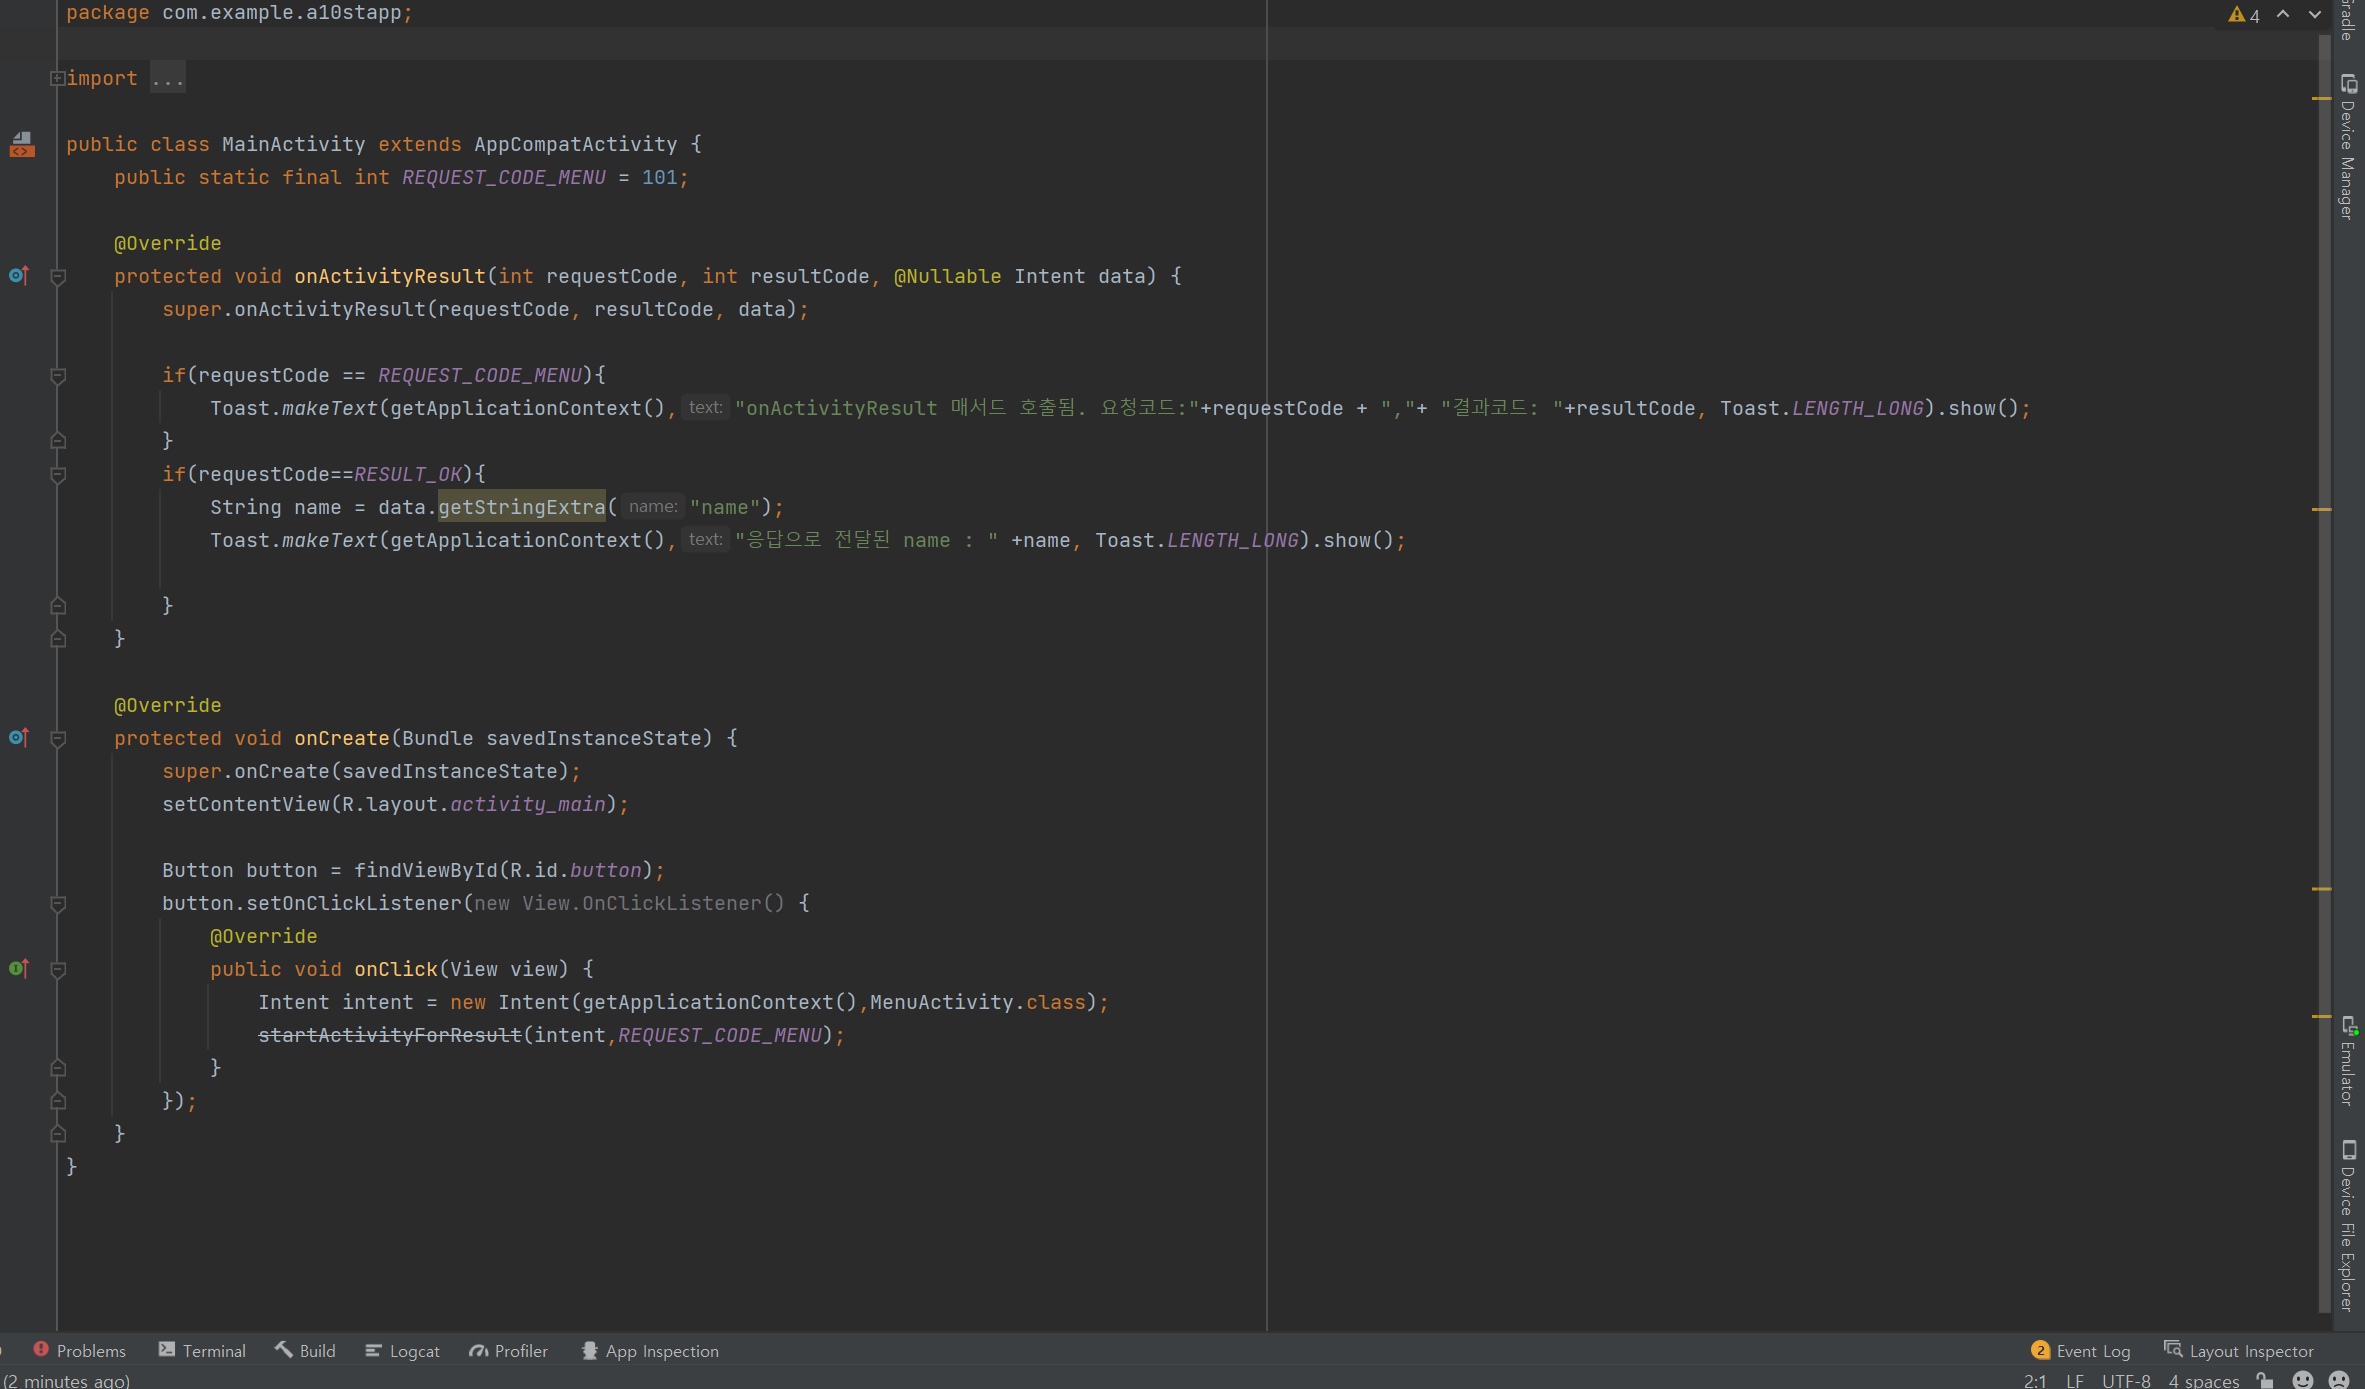 package com.example.a10stapp;
4
import ...
public class MainActivity extends AppCompatActivity {
public static final int REQUEST_CODE_MENU = 101;
@Override
protected void onActivityResult(int requestCode, int resultCode, @Nullable Intent data) {
super.onActivityResult(requestCode, resultCode, data);
if(requestCode == REQUEST_CODE_MENU){
Toast.makeText(getApplicationContext(), text: "onActivityResult 매서드 호출됨. 요청코드:"+requestCode + ","+ "결과코드: "+resultCode, Toast.LENGTH_LONG).show();
}
if(requestCode==RESULT_OK){
String name = data.getStringExtra( name: "name");
Toast.makeText(getApplicationContext(), text: "응답으로 전달된 name : " +name, Toast.LENGTH_LONG).show();
}
}
@Override
protected void onCreate(Bundle savedInstanceState) {
super.onCreate(savedInstanceState);
setContentView(R.layout.activity_main);
Button button = findViewById(R.id.button);
button.setOnClickListener(new View.OnClickListener() {
@Override
public void onClick(View view) {
Intent intent = new Intent(getApplicationContext(),MenuActivity.class);
startActivityForResult(intent,REQUEST_CODE_MENU);
}
});
}
}
Device Manager
Emulator
Device File Explorer
Problems Terminal Build Logcat Profiler App Inspection 2 Event Log Layout Inspector
(2 minutes ago) 2:1 LF UTF-8 4 spaces